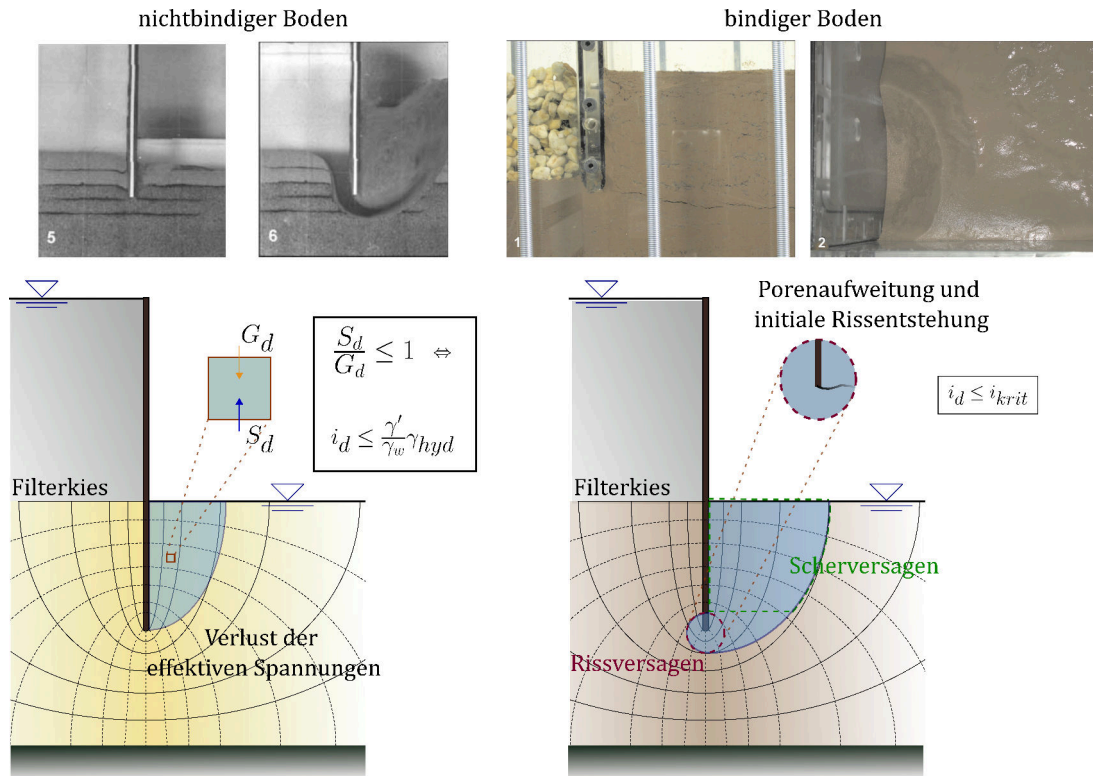 nichtbindiger Boden
5
6
G_d
S_d
S_d/G_d ≤ 1 ⇔
i_d ≤ γ'/γ_w γ_hyd
Filterkies
Verlust der
effektiven Spannungen
bindiger Boden
1
2
Porenaufweitung und
initiale Rissentstehung
i_d ≤ i_krit
Filterkies
Scherversagen
Rissversagen